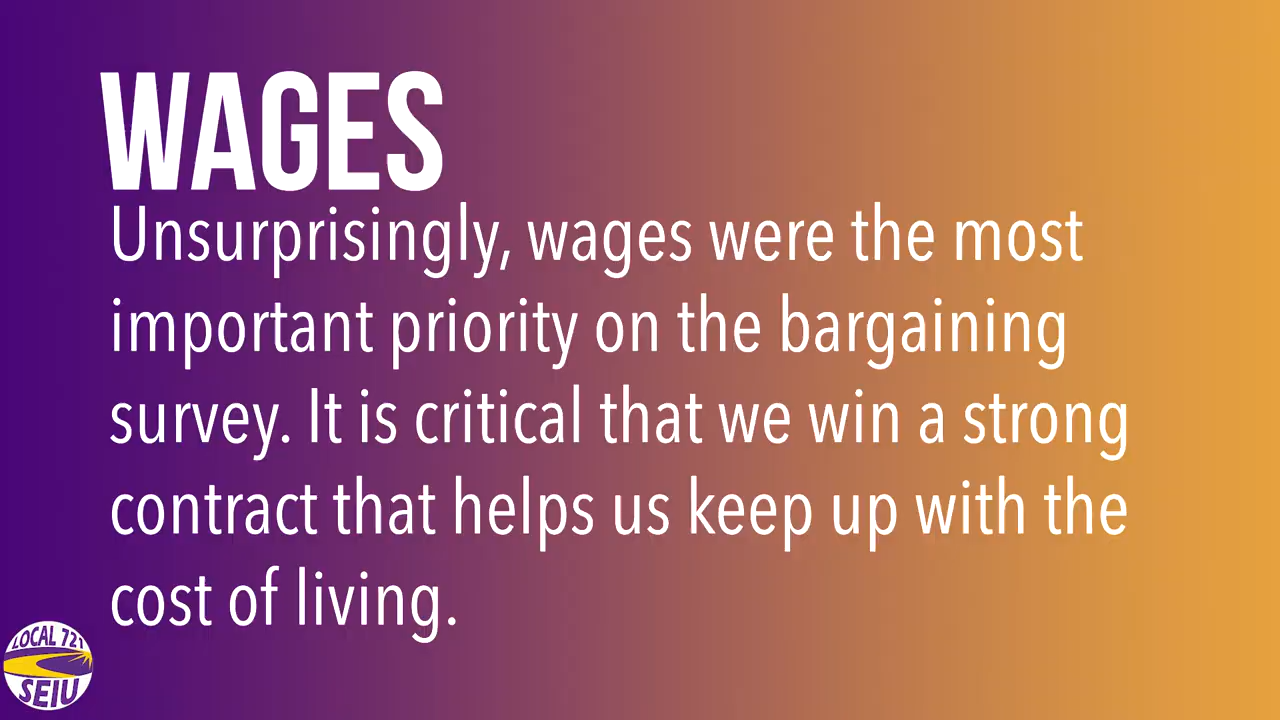 WAGES
Unsurprisingly, wages were the most
important priority on the bargaining
survey. It is critical that we win a strong
contract that helps us keep up with the
cost of living.
LOCAL 721
SEIU